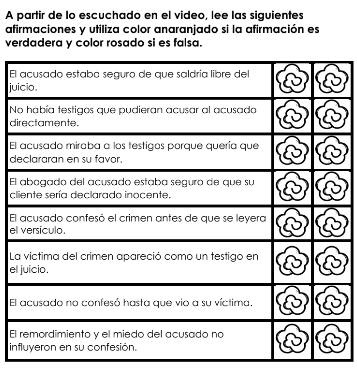 A partir de lo escuchado en el video, lee las siguientes
afirmaciones y utiliza color anaranjado si la afirmación es
verdadera y color rosado si es falsa.
El acusado estaba seguro de que saldría libre del
juicio.
No había testigos que pudieran acusar al acusado
directamente.
El acusado miraba a los testigos porque quería que
declararan en su favor.
El abogado del acusado estaba seguro de que su
cliente sería declarado inocente.
El acusado confesó el crimen antes de que se leyera
el versículo.
La victima del crimen apareció como un testigo en
el juicio.
El acusado no confesó hasta que vio a su víctima.
El remordimiento y el miedo del acusado no
influyeron en su confesión.